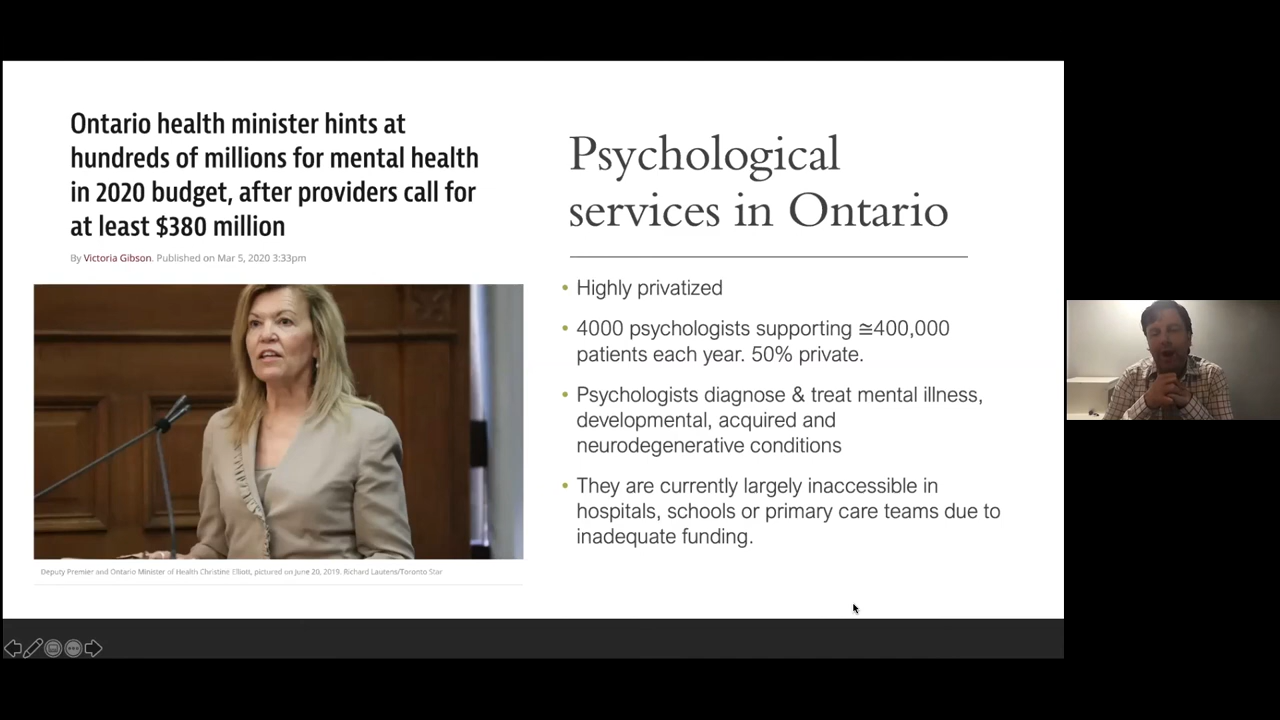 Ontario health minister hints at
hundreds of millions for mental health
in 2020 budget, after providers call for
at least $380 million
By Victoria Gibson. Published on Mar 5, 2020 3:33pm
Deputy Premier and Ontario Minister of Health Christine Elliott, pictured on June 20, 2019. Richard Lautens/Toronto Star
Psychological
services in Ontario
• Highly privatized
• 4000 psychologists supporting ≅400,000
patients each year. 50% private.
• Psychologists diagnose & treat mental illness,
developmental, acquired and
neurodegenerative conditions
• They are currently largely inaccessible in
hospitals, schools or primary care teams due to
inadequate funding.